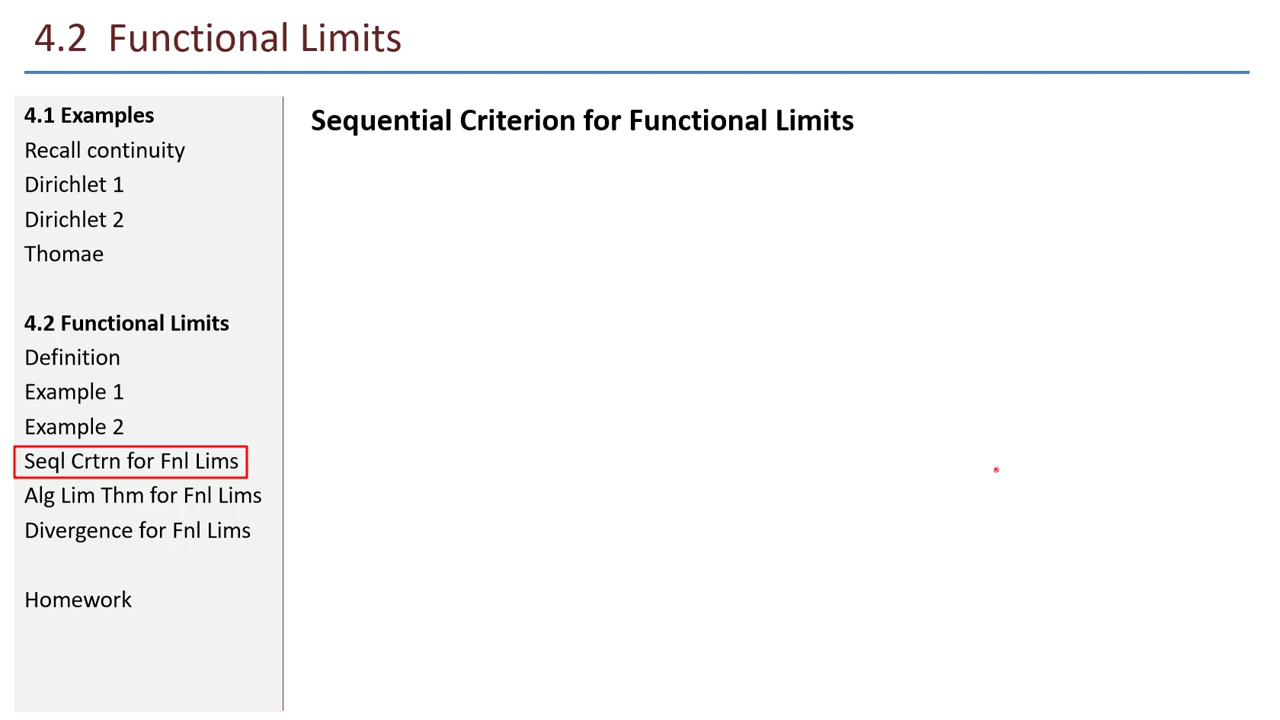 4.2 Functional Limits
4.1 Examples
Recall continuity
Dirichlet 1
Dirichlet 2
Thomae
4.2 Functional Limits
Definition
Example 1
Example 2
Seql Crtrn for Fnl Lims
Alg Lim Thm for Fnl Lims
Divergence for Fnl Lims
Homework
Sequential Criterion for Functional Limits